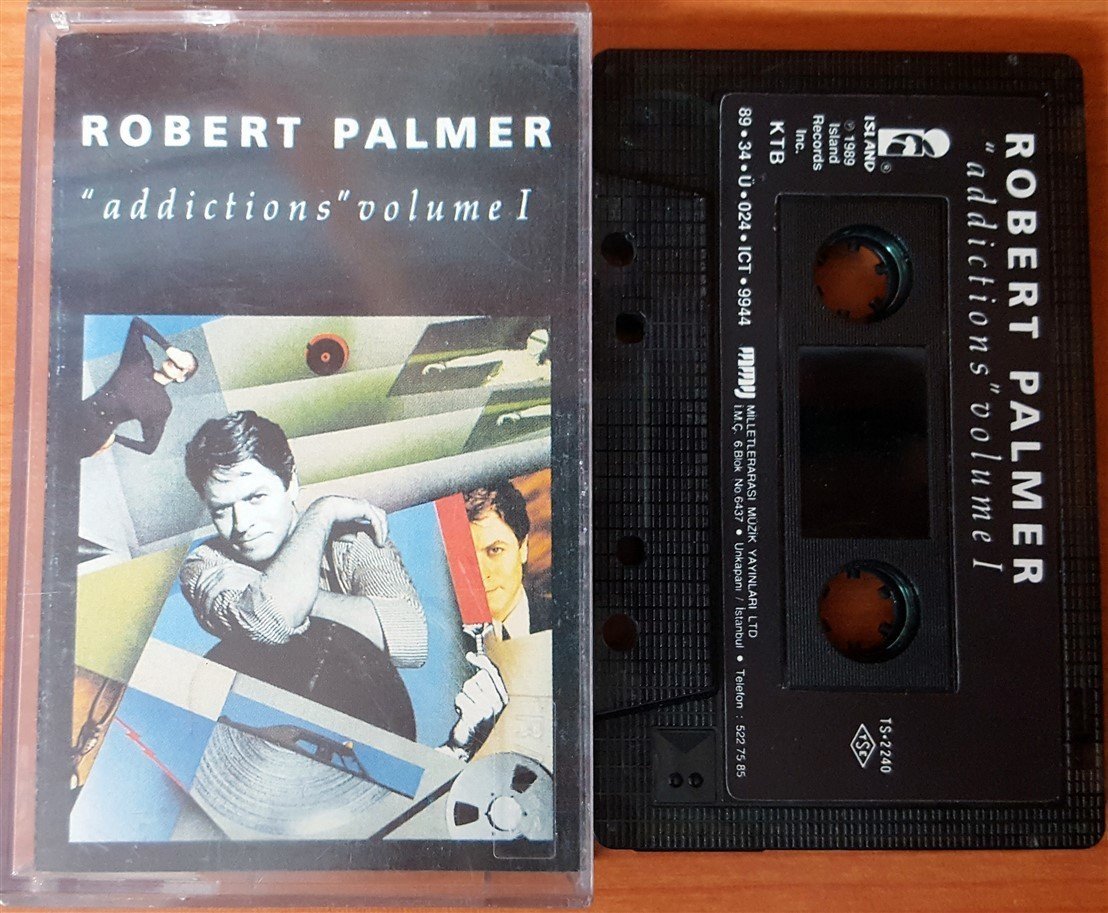 ROBERT PALMER
"addictions" volume I
ROBERT PALMER
"addictions" volume I
ISLAND ®
℗ 1989
Island
Records
Inc.
KTB
89 • 34 • Ü • 024 • ICT • 9944
MİLLETLERARASI MÜZİK YAYINLARI LTD
İ.M.Ç. 6 Blok No 6437 • Unkapanı / İstanbul • Telefon : 522 75 85
TS • 2240
TSE